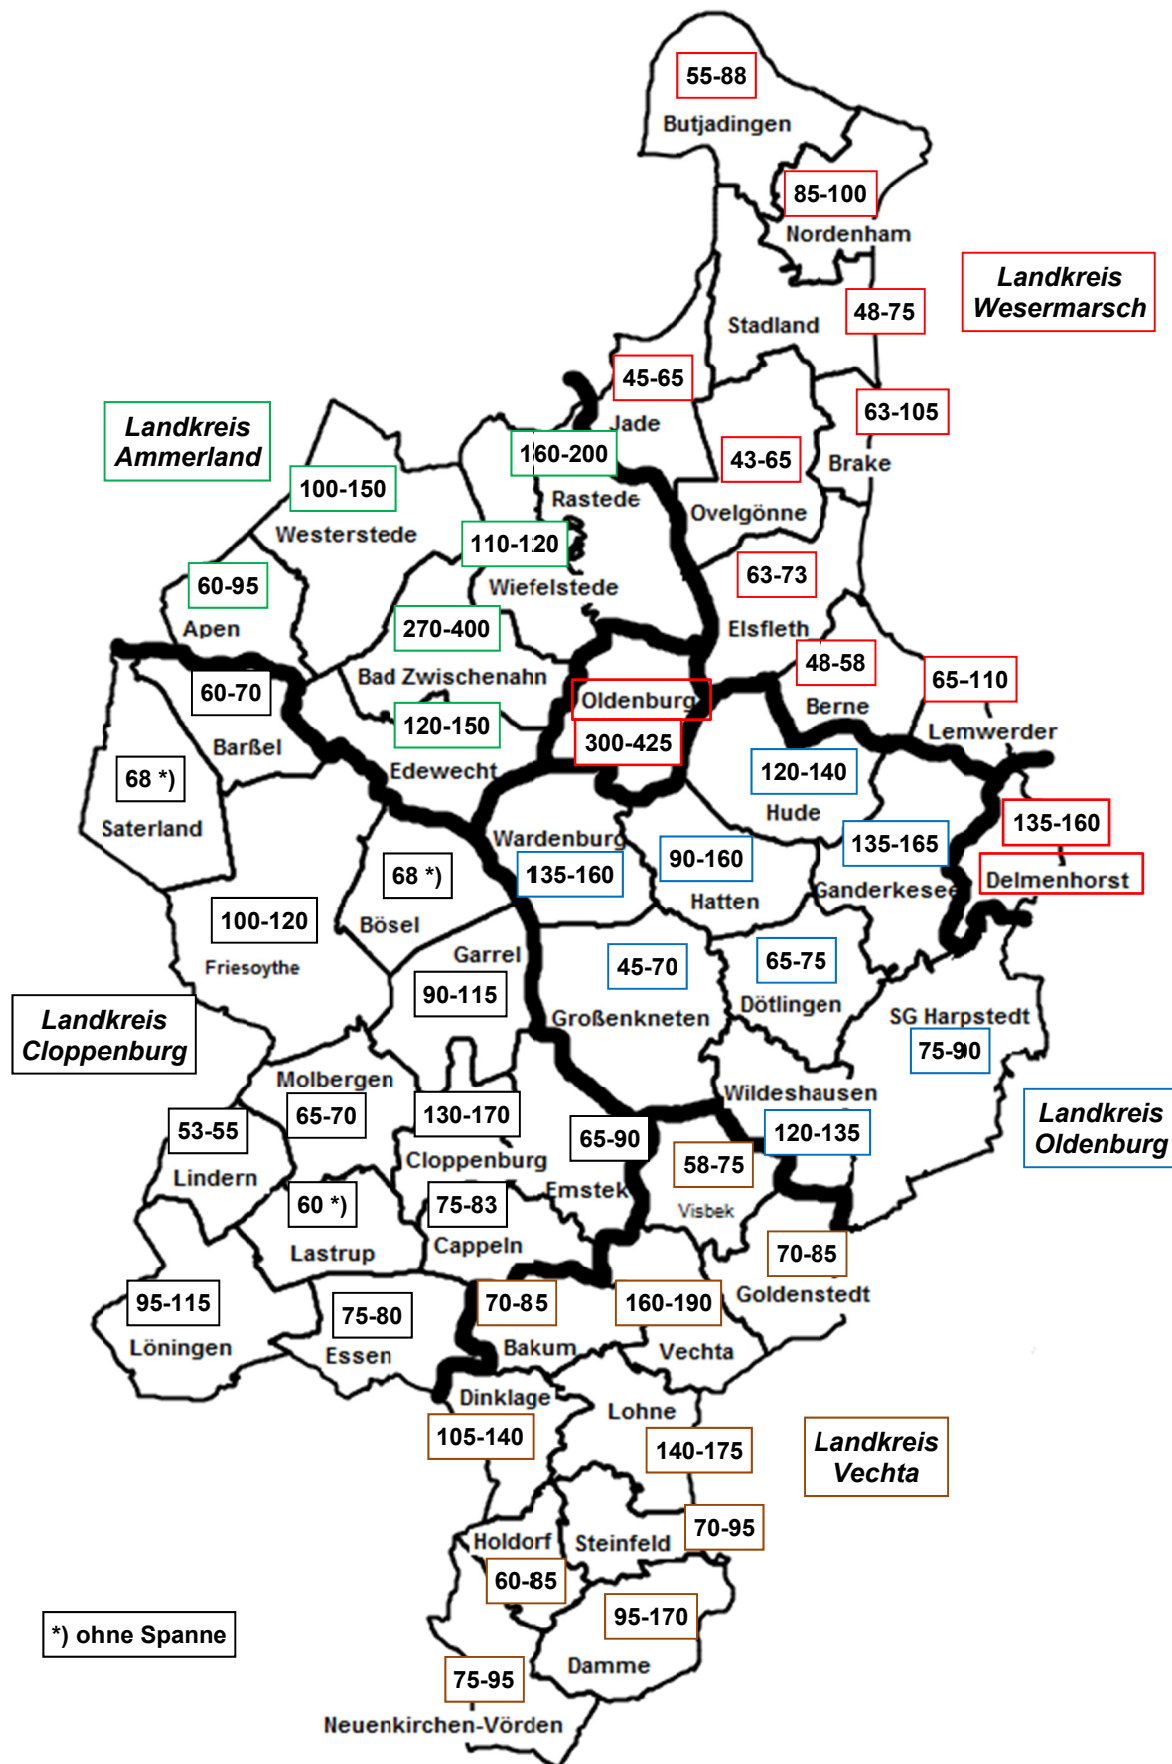 55-88
Butjadingen
85-100
Nordenham
Landkreis
Wesermarsch
48-75
Stadland
45-65
Jade
63-105
Brake
Landkreis
Ammerland
160-200
Rastede
43-65
Ovelgönne
100-150
Westerstede
110-120
Wiefelstede
63-73
Elsfleth
60-95
Apen
270-400
Bad Zwischenahn
48-58
Berne
65-110
Lemwerder
60-70
Barßel
120-150
Edewecht
Oldenburg
300-425
120-140
Hude
68 *)
Saterland
Wardenburg
135-160
90-160
Hatten
135-165
Ganderkesee
135-160
Delmenhorst
68 *)
Bösel
100-120
Friesoythe
Garrel
90-115
45-70
Großenkneten
65-75
Dötlingen
SG Harpstedt
75-90
Landkreis
Cloppenburg
Molbergen
65-70
130-170
Cloppenburg
65-90
Emstek
Wildeshausen
120-135
Landkreis
Oldenburg
53-55
Lindern
58-75
Visbek
60 *)
Lastrup
75-83
Cappeln
70-85
Goldenstedt
95-115
Löningen
75-80
Essen
70-85
Bakum
160-190
Vechta
Dinklage
105-140
Lohne
140-175
Landkreis
Vechta
Holdorf
60-85
Steinfeld
70-95
95-170
Damme
*) ohne Spanne
75-95
Neuenkirchen-Vörden